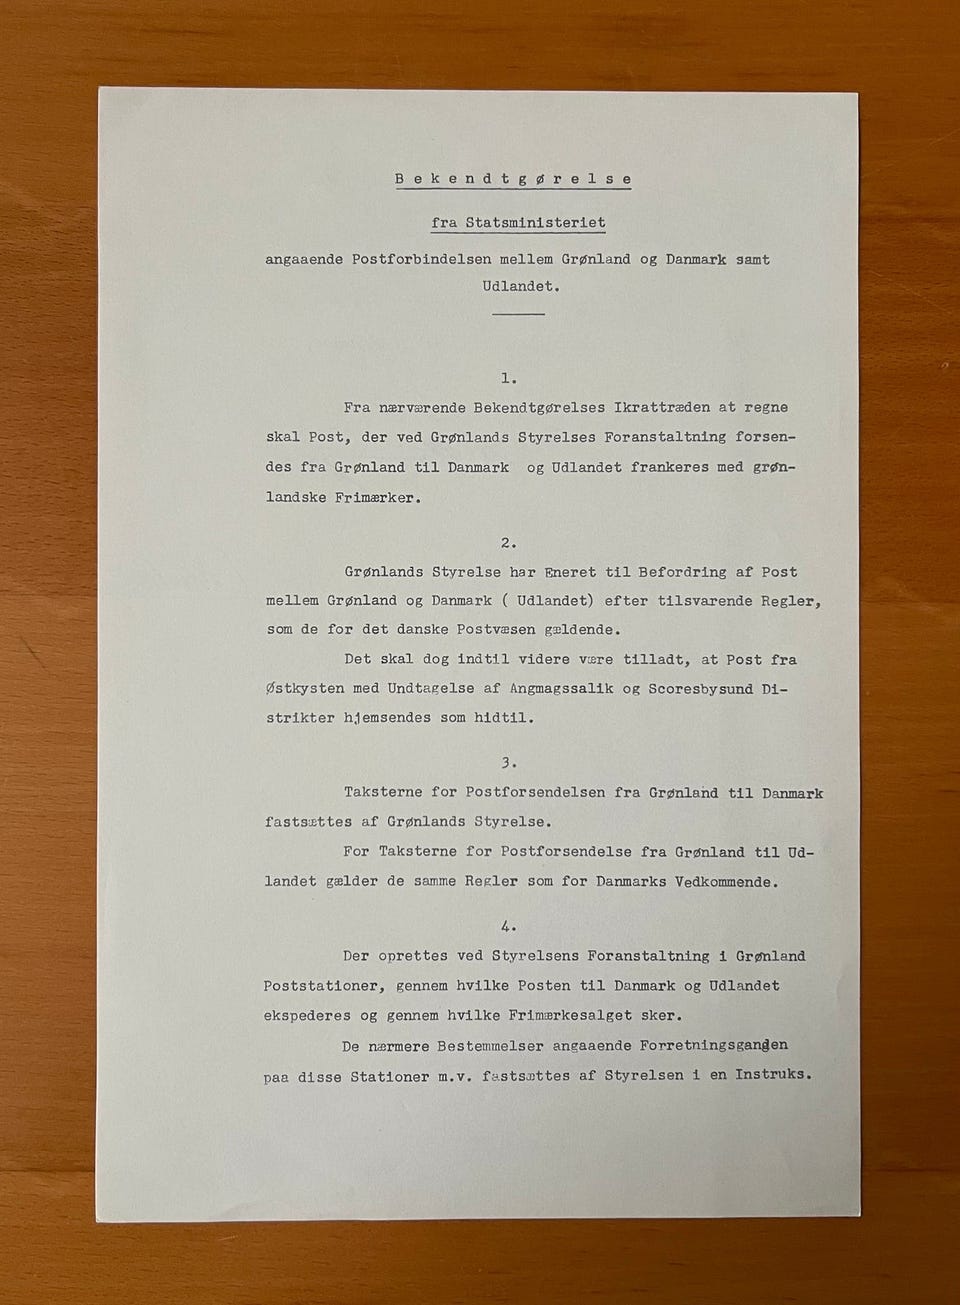 Bekendtgørelse
fra Statsministeriet
angaaende Postforbindelsen mellem Grønland og Danmark samt
Udlandet.
1.
Fra nærværende Bekendtgørelses Ikrattræden at regne
skal Post, der ved Grønlands Styrelses Foranstaltning forsen-
des fra Grønland til Danmark og Udlandet frankeres med grøn-
landske Frimærker.
2.
Grønlands Styrelse har Eneret til Befordring af Post
mellem Grønland og Danmark ( Udlandet) efter tilsvarende Regler,
som de for det danske Postvæsen gældende.
Det skal dog indtil videre være tilladt, at Post fra
Østkysten med Undtagelse af Angmagssalik og Scoresbysund Di-
strikter hjemsendes som hidtil.
3.
Taksterne for Postforsendelsen fra Grønland til Danmark
fastsættes af Grønlands Styrelse.
For Taksterne for Postforsendelse fra Grønland til Ud-
landet gælder de samme Regler som for Danmarks Vedkommende.
4.
Der oprettes ved Styrelsens Foranstaltning i Grønland
Poststationer, gennem hvilke Posten til Danmark og Udlandet
ekspederes og gennem hvilke Frimærkesalget sker.
De nærmere Bestemmelser angaaende Forretningsgangen
paa disse Stationer m.v. fastsættes af Styrelsen i en Instruks.